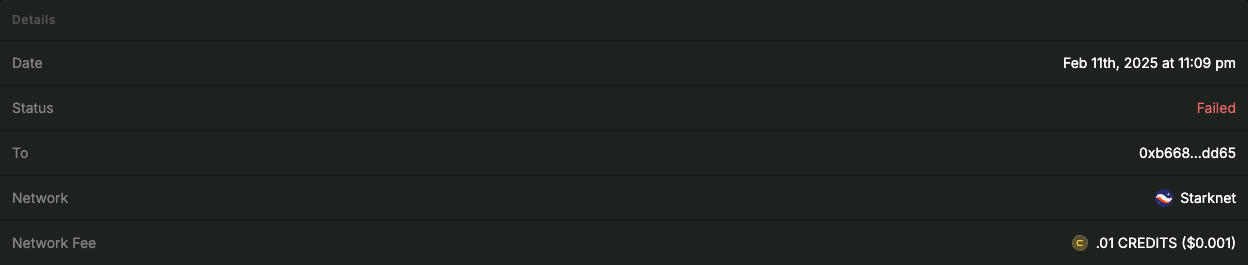 Details
Date Feb 11th, 2025 at 11:09 pm
Status Failed
To 0xb668...dd65
Network Starknet
Network Fee C .01 CREDITS ($0.001)